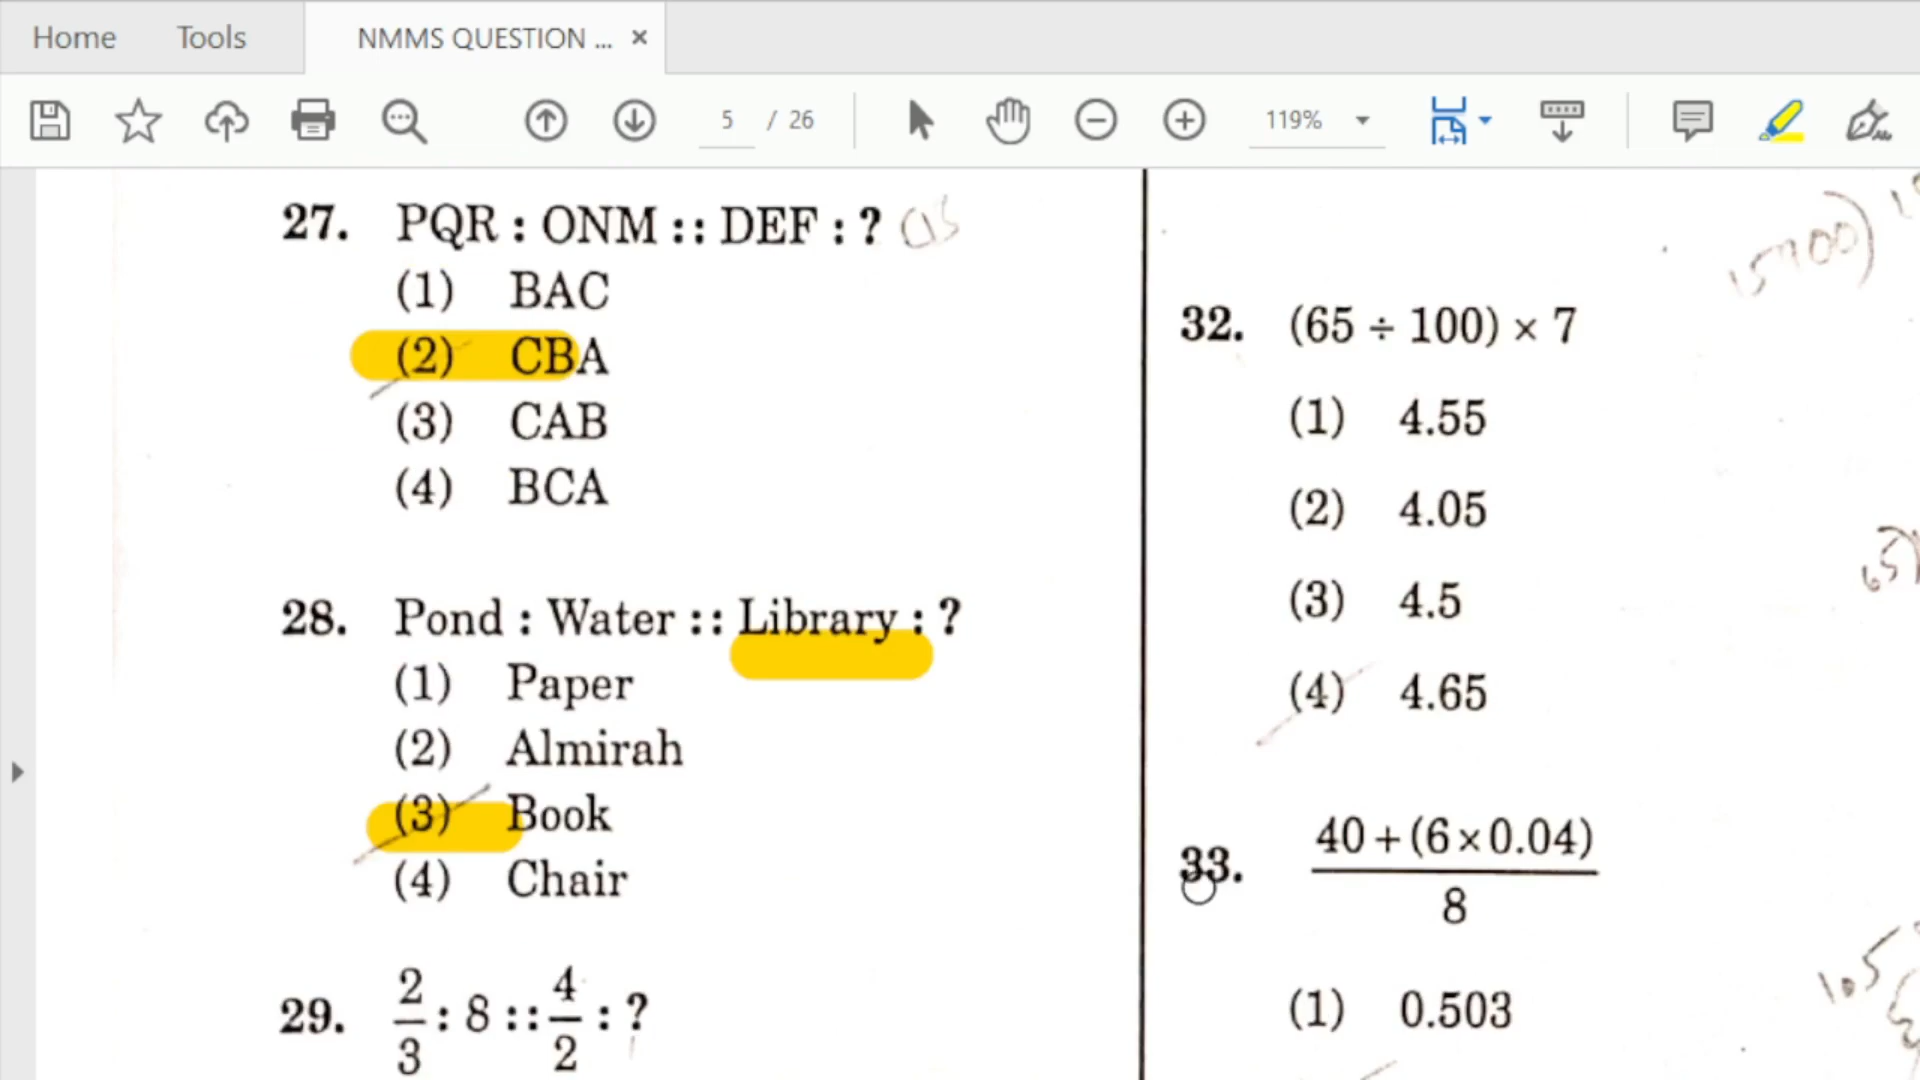 Home Tools NMMS QUESTION ... ×
5 / 26 119%
27. PQR : ONM :: DEF : ?
(1) BAC
(2) CBA
(3) CAB
(4) BCA
28. Pond : Water :: Library : ?
(1) Paper
(2) Almirah
(3) Book
(4) Chair
29. 2/3 : 8 :: 4/2 : ?
32. (65 ÷ 100) × 7
(1) 4.55
(2) 4.05
(3) 4.5
(4) 4.65
33. 40 + (6 × 0.04)
8
(1) 0.503
105